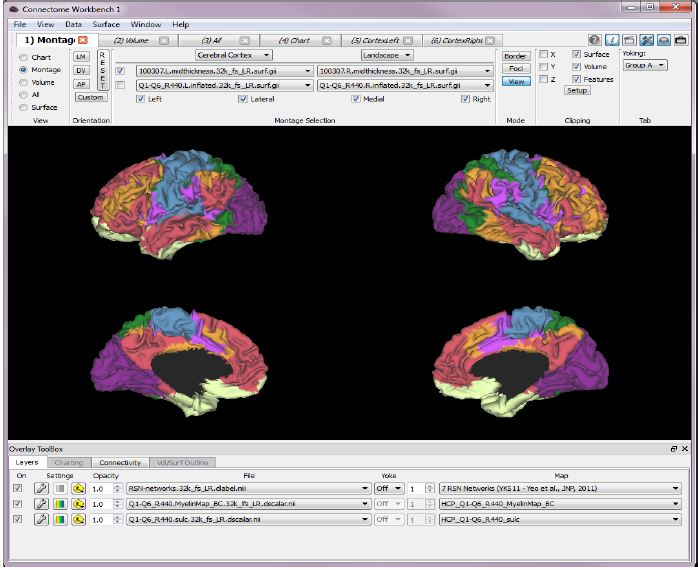 Connectome Workbench 1
File View Data Surface Window Help
1) Montag (2) Volume (3) All (4) Chart (5) CortexLeft (6) CortexRight
Chart
Montage
Volume
All
Surface
View
LM
DV
AP
Custom
Orientation
RESET
Cerebral Cortex Landscape
100307.L.midthickness.32k_fs_LR.surf.gii 100307.R.midthickness.32k_fs_LR.surf.gii
Q1-Q6_R440.L.inflated.32k_fs_LR.surf.gii Q1-Q6_R440.R.inflated.32k_fs_LR.surf.gii
Left Lateral Medial Right
Montage Selection
Border
Foci
View
Mode
X Surface
Y Volume
Z Features
Setup
Clipping
Yoking:
Group A
Tab
Overlay ToolBox
Layers Charting Connectivity Vol/Surf Outline
On Settings Opacity File Yoke Map
1.0 RSN-networks.32k_fs_LR.dlabel.nii Off 1 7 RSN Networks (YKS11 - Yeo et al., JNP, 2011)
1.0 Q1-Q6_R440.MyelinMap_BC.32k_fs_LR.dscalar.nii Off 1 HCP_Q1-Q6_R440_MyelinMap_BC
1.0 Q1-Q6_R440.sulc.32k_fs_LR.dscalar.nii Off 1 HCP_Q1-Q6_R440_sulc